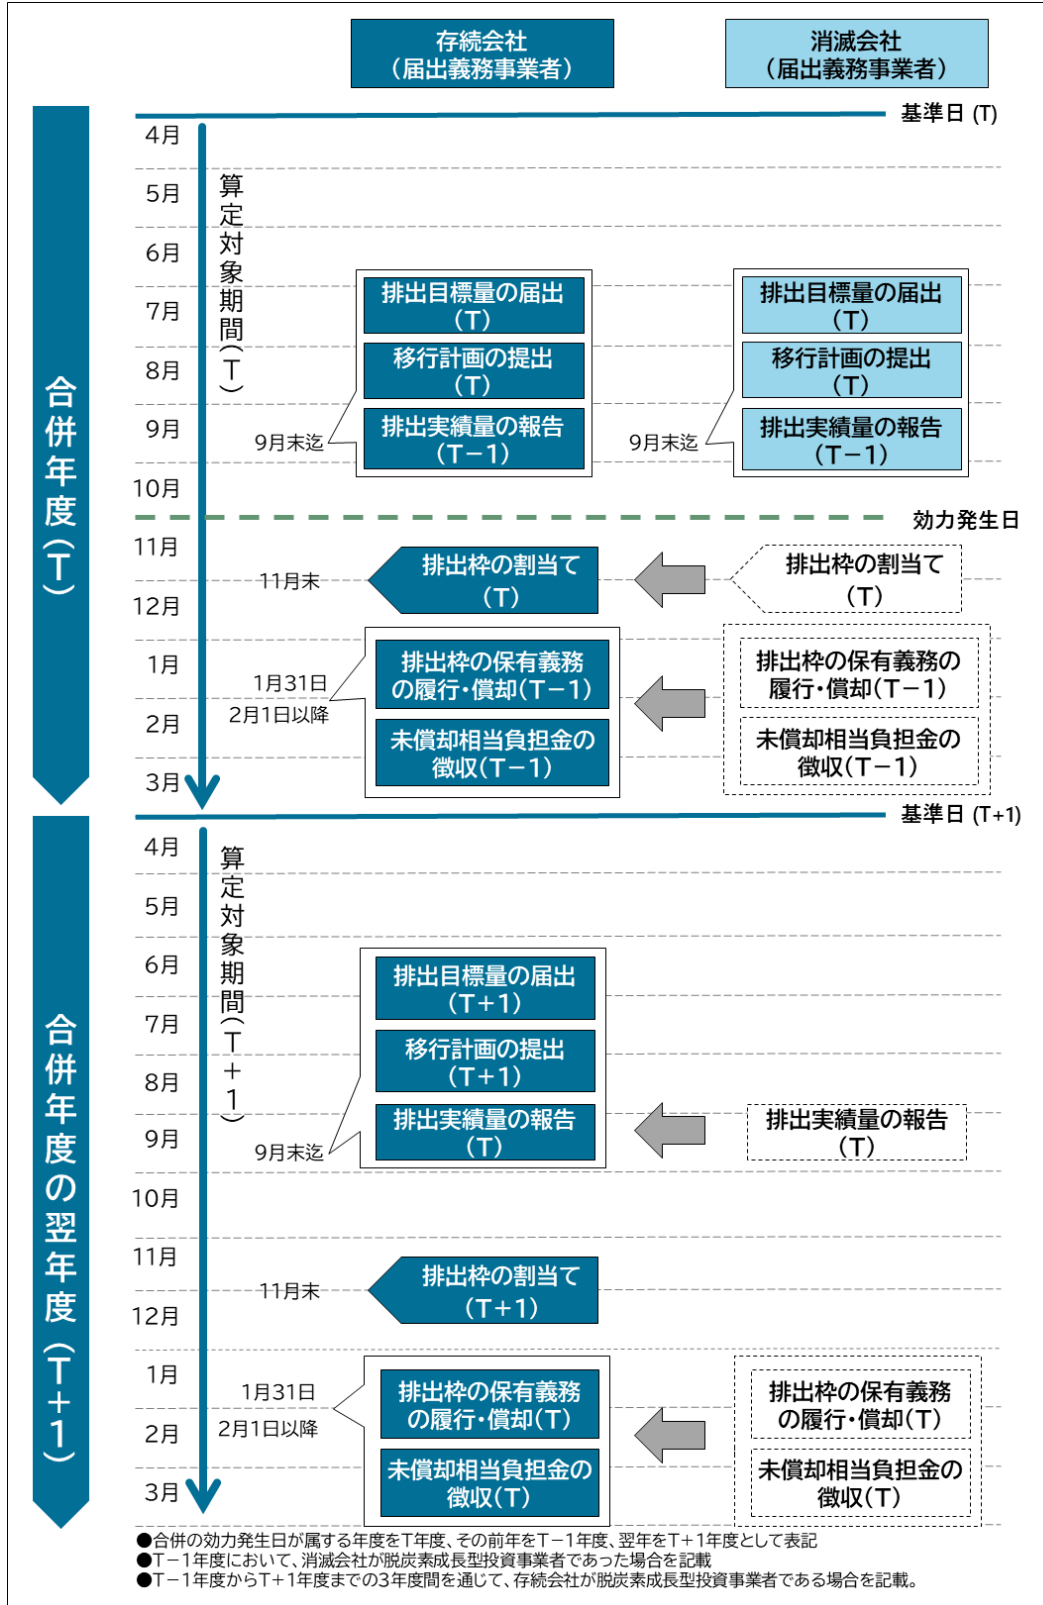 存続会社
(届出義務事業者)
消滅会社
(届出義務事業者)
合併年度(T)
基準日 (T)
算定対象期間(T)
4月
5月
6月
7月
8月
9月
10月
11月
12月
1月
2月
3月
9月末迄
排出目標量の届出
(T)
移行計画の提出
(T)
排出実績量の報告
(T−1)
9月末迄
排出目標量の届出
(T)
移行計画の提出
(T)
排出実績量の報告
(T−1)
効力発生日
11月末
排出枠の割当て
(T)
排出枠の割当て
(T)
1月31日
2月1日以降
排出枠の保有義務
の履行・償却(T−1)
未償却相当負担金の
徴収(T−1)
排出枠の保有義務の
履行・償却(T−1)
未償却相当負担金の
徴収(T−1)
合併年度の翌年度(T+1)
基準日 (T+1)
算定対象期間(T+1)
4月
5月
6月
7月
8月
9月
10月
11月
12月
1月
2月
3月
9月末迄
排出目標量の届出
(T+1)
移行計画の提出
(T+1)
排出実績量の報告
(T)
排出実績量の報告
(T)
11月末
排出枠の割当て
(T+1)
1月31日
2月1日以降
排出枠の保有義務
の履行・償却(T)
未償却相当負担金の
徴収(T)
排出枠の保有義務
の履行・償却(T)
未償却相当負担金の
徴収(T)
●合併の効力発生日が属する年度をT年度、その前年をT−1年度、翌年をT+1年度として表記
●T−1年度において、消滅会社が脱炭素成長型投資事業者であった場合を記載
●T−1年度からT+1年度までの3年度間を通じて、存続会社が脱炭素成長型投資事業者である場合を記載。